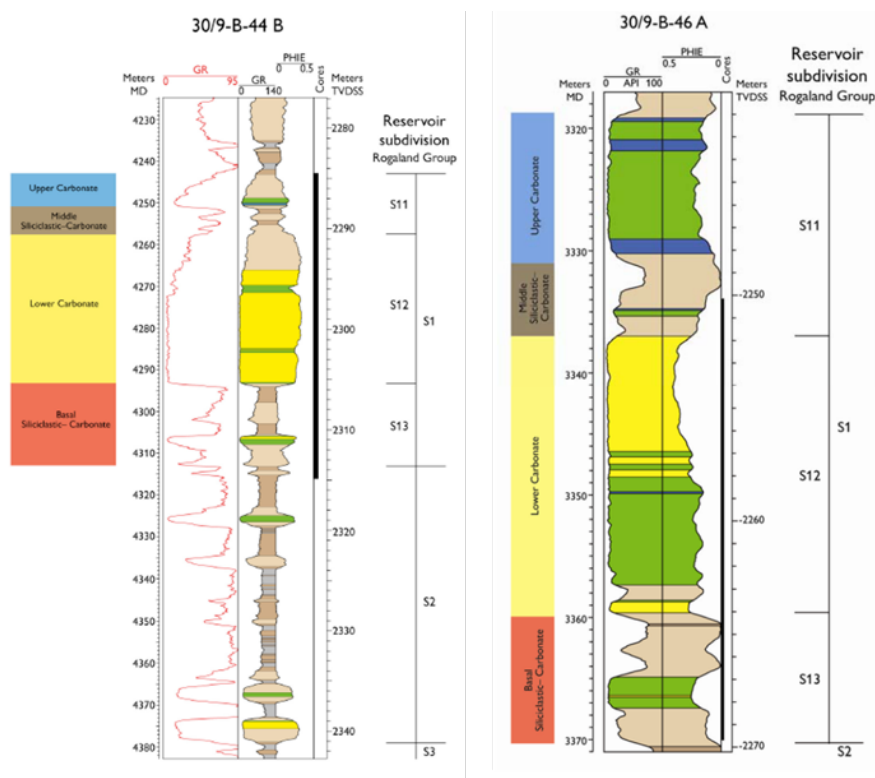 30/9-B-44 B
GR
0 95
PHIE
0 0.5
GR
0 140
Cores
Meters
MD
Meters
TVDSS
Reservoir
subdivision
Rogaland Group
4230
4240
4250
4260
4270
4280
4290
4300
4310
4320
4330
4340
4350
4360
4370
4380
2280
2290
2300
2310
2320
2330
2340
Upper Carbonate
Middle
Siliciclastic-Carbonate
Lower Carbonate
Basal
Siliciclastic- Carbonate
S11
S12
S13
S1
S2
S3
30/9-B-46 A
PHIE
0.5 0
GR
0 API 100
Cores
Meters
MD
Meters
TVDSS
Reservoir
subdivision
Rogaland Group
3320
3330
3340
3350
3360
3370
-2250
-2260
-2270
Upper Carbonate
Middle
Siliciclastic-
Carbonate
Lower Carbonate
Basal
Siliciclastic- Carbonate
S11
S12
S13
S1
S2